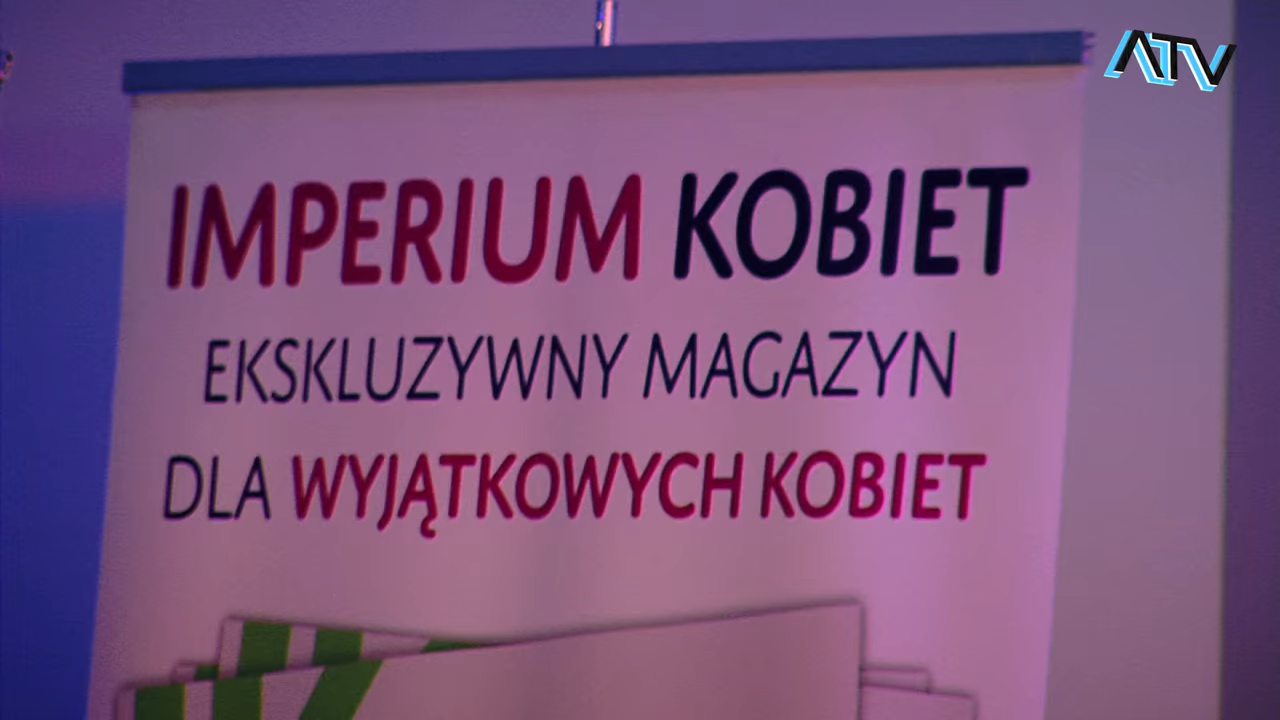 ATV
IMPERIUM KOBIET
EKSKLUZYWNY MAGAZYN
DLA WYJĄTKOWYCH KOBIET